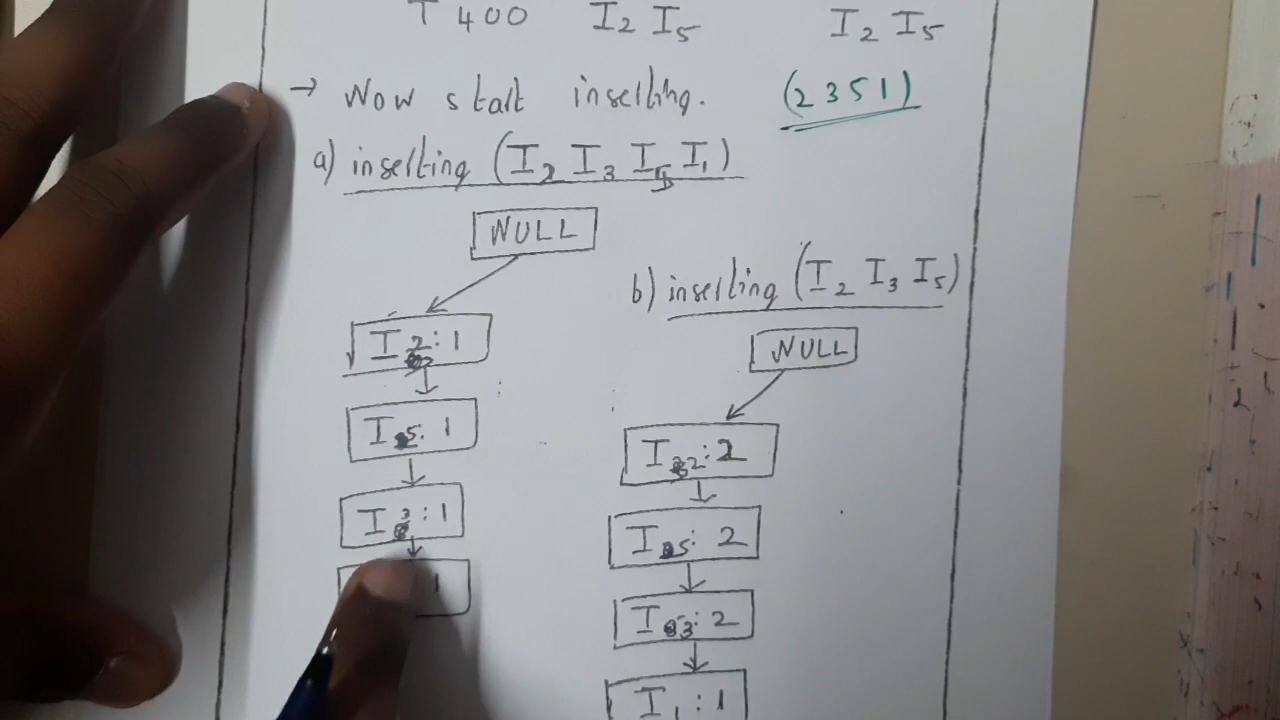 T 400 I2 I5 I2 I5
→ Now start inserting. (2 3 5 1)
a) inserting (I2 I3 I5 I1)
NULL
I2 : 1
I5 : 1
I3 : 1
1
b) inserting (I2 I3 I5)
NULL
I2 : 2
I5 : 2
I3 : 2
I1 : 1